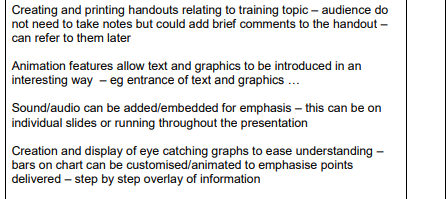 Creating and printing handouts relating to training topic – audience do
not need to take notes but could add brief comments to the handout –
can refer to them later
Animation features allow text and graphics to be introduced in an
interesting way – eg entrance of text and graphics …
Sound/audio can be added/embedded for emphasis – this can be on
individual slides or running throughout the presentation
Creation and display of eye catching graphs to ease understanding –
bars on chart can be customised/animated to emphasise points
delivered – step by step overlay of information